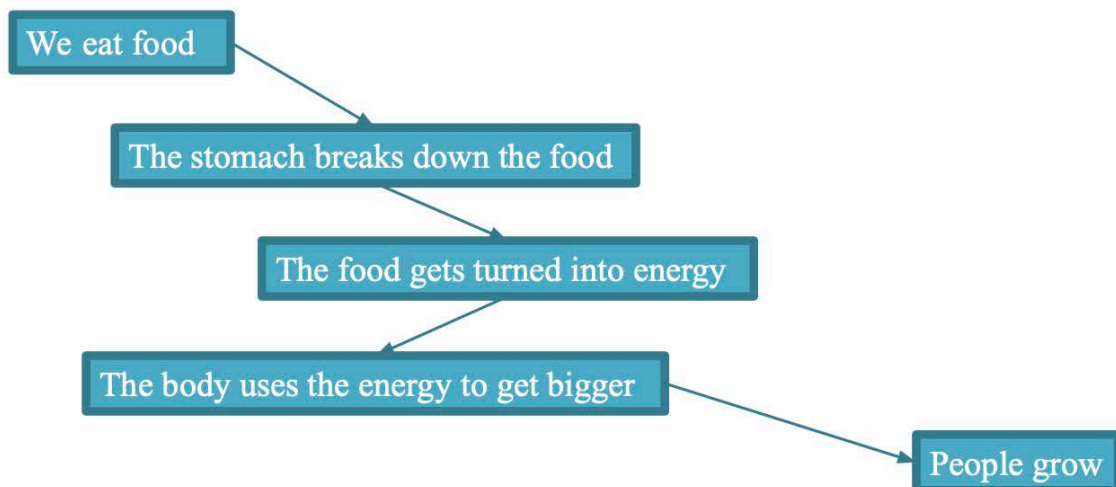 We eat food
The stomach breaks down the food
The food gets turned into energy
The body uses the energy to get bigger
People grow